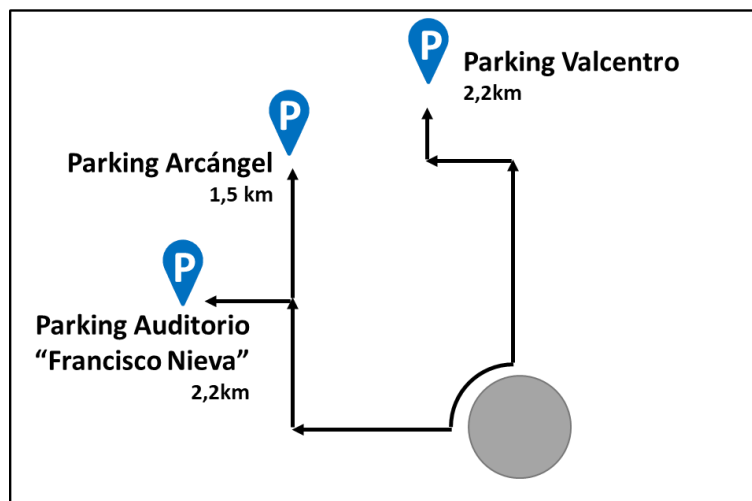 P
Parking Valcentro
2,2km
P
Parking Arcángel
1,5 km
P
Parking Auditorio
“Francisco Nieva”
2,2km